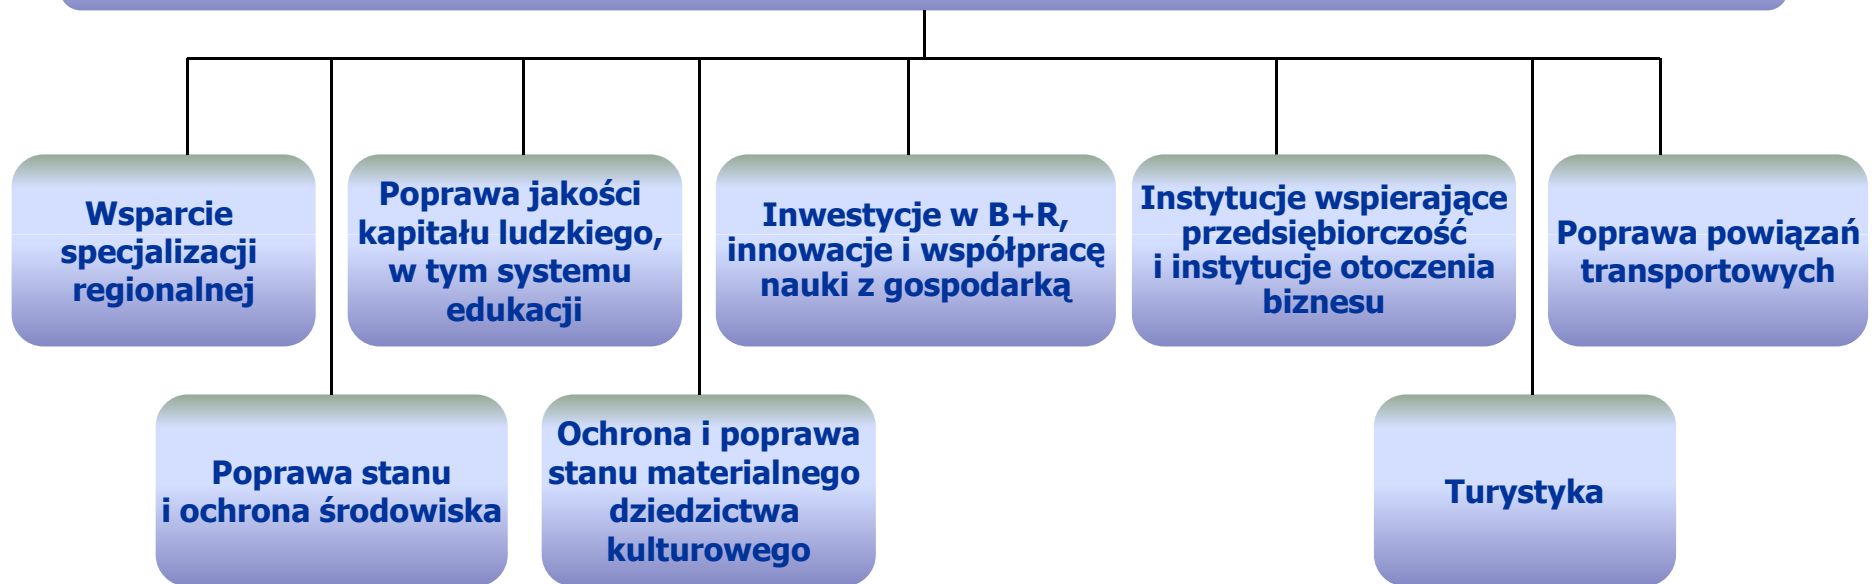 Wsparcie
specjalizacji
regionalnej
Poprawa jakości
kapitału ludzkiego,
w tym systemu
edukacji
Inwestycje w B+R,
innowacje i współpracę
nauki z gospodarką
Instytucje wspierające
przedsiębiorczość
i instytucje otoczenia
biznesu
Poprawa powiązań
transportowych
Poprawa stanu
i ochrona środowiska
Ochrona i poprawa
stanu materialnego
dziedzictwa
kulturowego
Turystyka